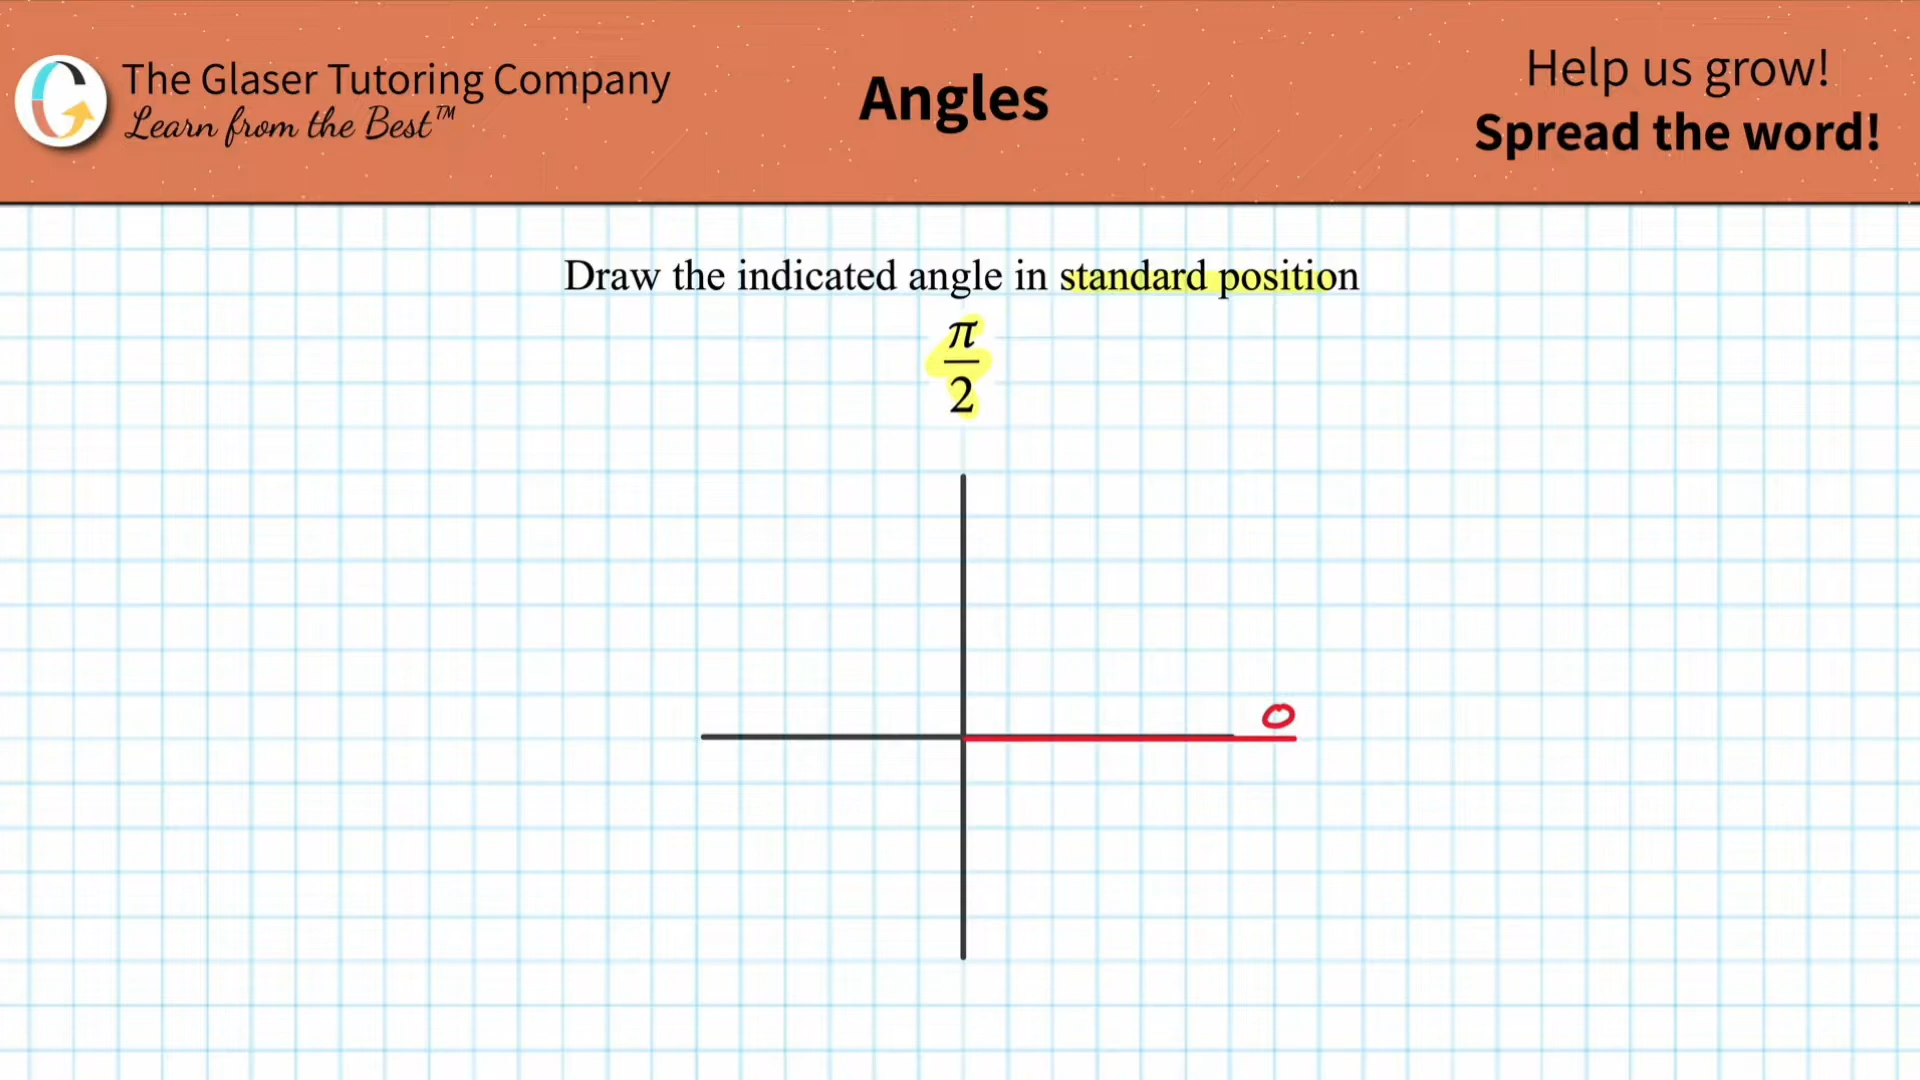 The Glaser Tutoring Company
Learn from the Best™
Angles
Help us grow!
Spread the word!
Draw the indicated angle in standard position
π
2
0